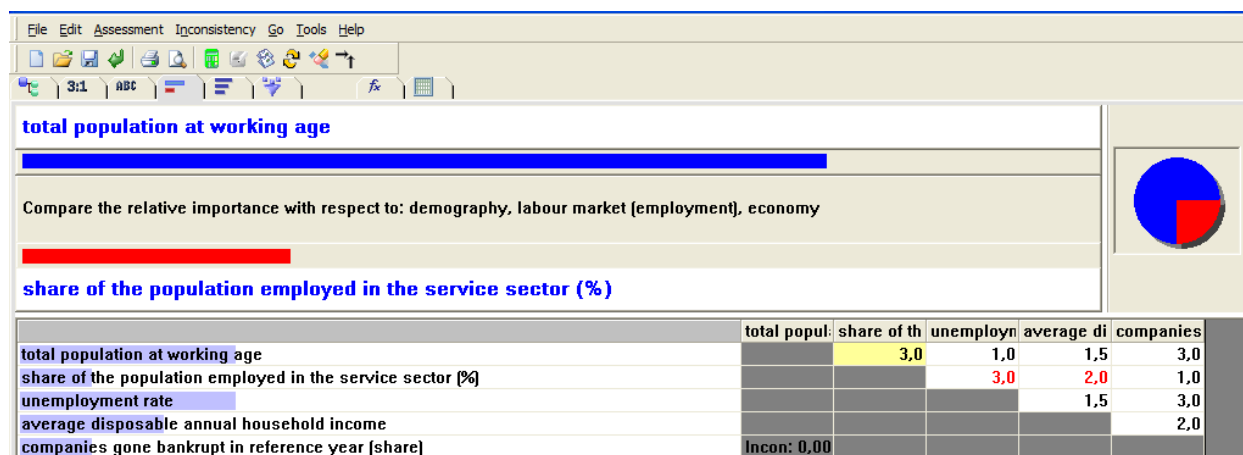 File Edit Assessment Inconsistency Go Tools Help
3:1 ABC fx
total population at working age
Compare the relative importance with respect to: demography, labour market (employment), economy
share of the population employed in the service sector (%)
total popul share of th unemployn average di companies
total population at working age 3,0 1,0 1,5 3,0
share of the population employed in the service sector (%) 3,0 2,0 1,0
unemployment rate 1,5 3,0
average disposable annual household income 2,0
companies gone bankrupt in reference year (share) Incon: 0,00